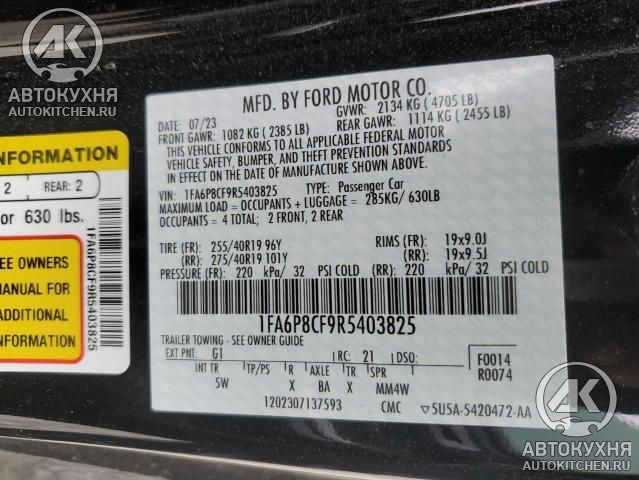 АК
АВТОКУХНЯ
AUTOKITCHEN.RU
NFORMATION
2
REAR: 2
or 630 lbs.
EE OWNERS
MANUAL FOR
ADDITIONAL
INFORMATION
1FA6P8CF9R5403825
MFD. BY FORD MOTOR CO.
DATE: 07/23
GVWR: 2134 KG ( 4705 LB)
FRONT GAWR: 1082 KG ( 2385 LB)
REAR GAWR: 1114 KG ( 2455 LB)
THIS VEHICLE CONFORMS TO ALL APPLICABLE FEDERAL MOTOR
VEHICLE SAFETY, BUMPER, AND THEFT PREVENTION STANDARDS
IN EFFECT ON THE DATE OF MANUFACTURE SHOWN ABOVE.
VIN: 1FA6P8CF9R5403825 TYPE: Passenger Car
MAXIMUM LOAD = OCCUPANTS + LUGGAGE = 285KG/ 630LB
OCCUPANTS = 4 TOTAL; 2 FRONT, 2 REAR
TIRE (FR): 255/40R19 96Y RIMS (FR): 19x9.0J
(RR): 275/40R19 101Y (RR): 19x9.5J
PRESSURE (FR): 220 kPa/ 32 PSI COLD (RR): 220 kPa/ 32 PSI COLD
1FA6P8CF9R5403825
TRAILER TOWING - SEE OWNER GUIDE
EXT PNT: G1 RC: 21 DSO: F0014
INT TR TP/PS R AXLE TR SPR R0074
5W X BA X MM4W
1202307137593 CMC 5U5A-5420472-AA
АК
АВТОКУХНЯ
AUTOKITCHEN.RU